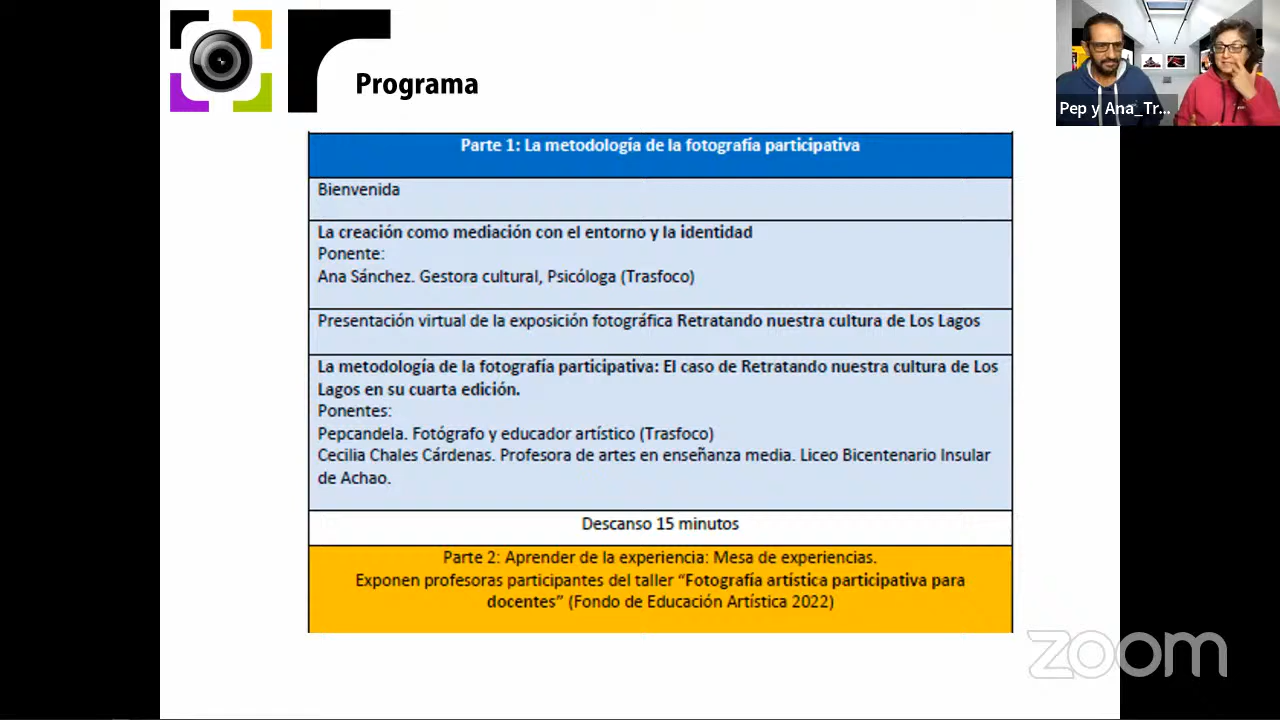 Programa
Pep y Ana_Tr...
Parte 1: La metodología de la fotografía participativa
Bienvenida
La creación como mediación con el entorno y la identidad
Ponente:
Ana Sánchez. Gestora cultural, Psicóloga (Trasfoco)
Presentación virtual de la exposición fotográfica Retratando nuestra cultura de Los Lagos
La metodología de la fotografía participativa: El caso de Retratando nuestra cultura de Los
Lagos en su cuarta edición.
Ponentes:
Pepcandela. Fotógrafo y educador artístico (Trasfoco)
Cecilia Chales Cárdenas. Profesora de artes en enseñanza media. Liceo Bicentenario Insular
de Achao.
Descanso 15 minutos
Parte 2: Aprender de la experiencia: Mesa de experiencias.
Exponen profesoras participantes del taller “Fotografía artística participativa para
docentes” (Fondo de Educación Artística 2022)
zoom